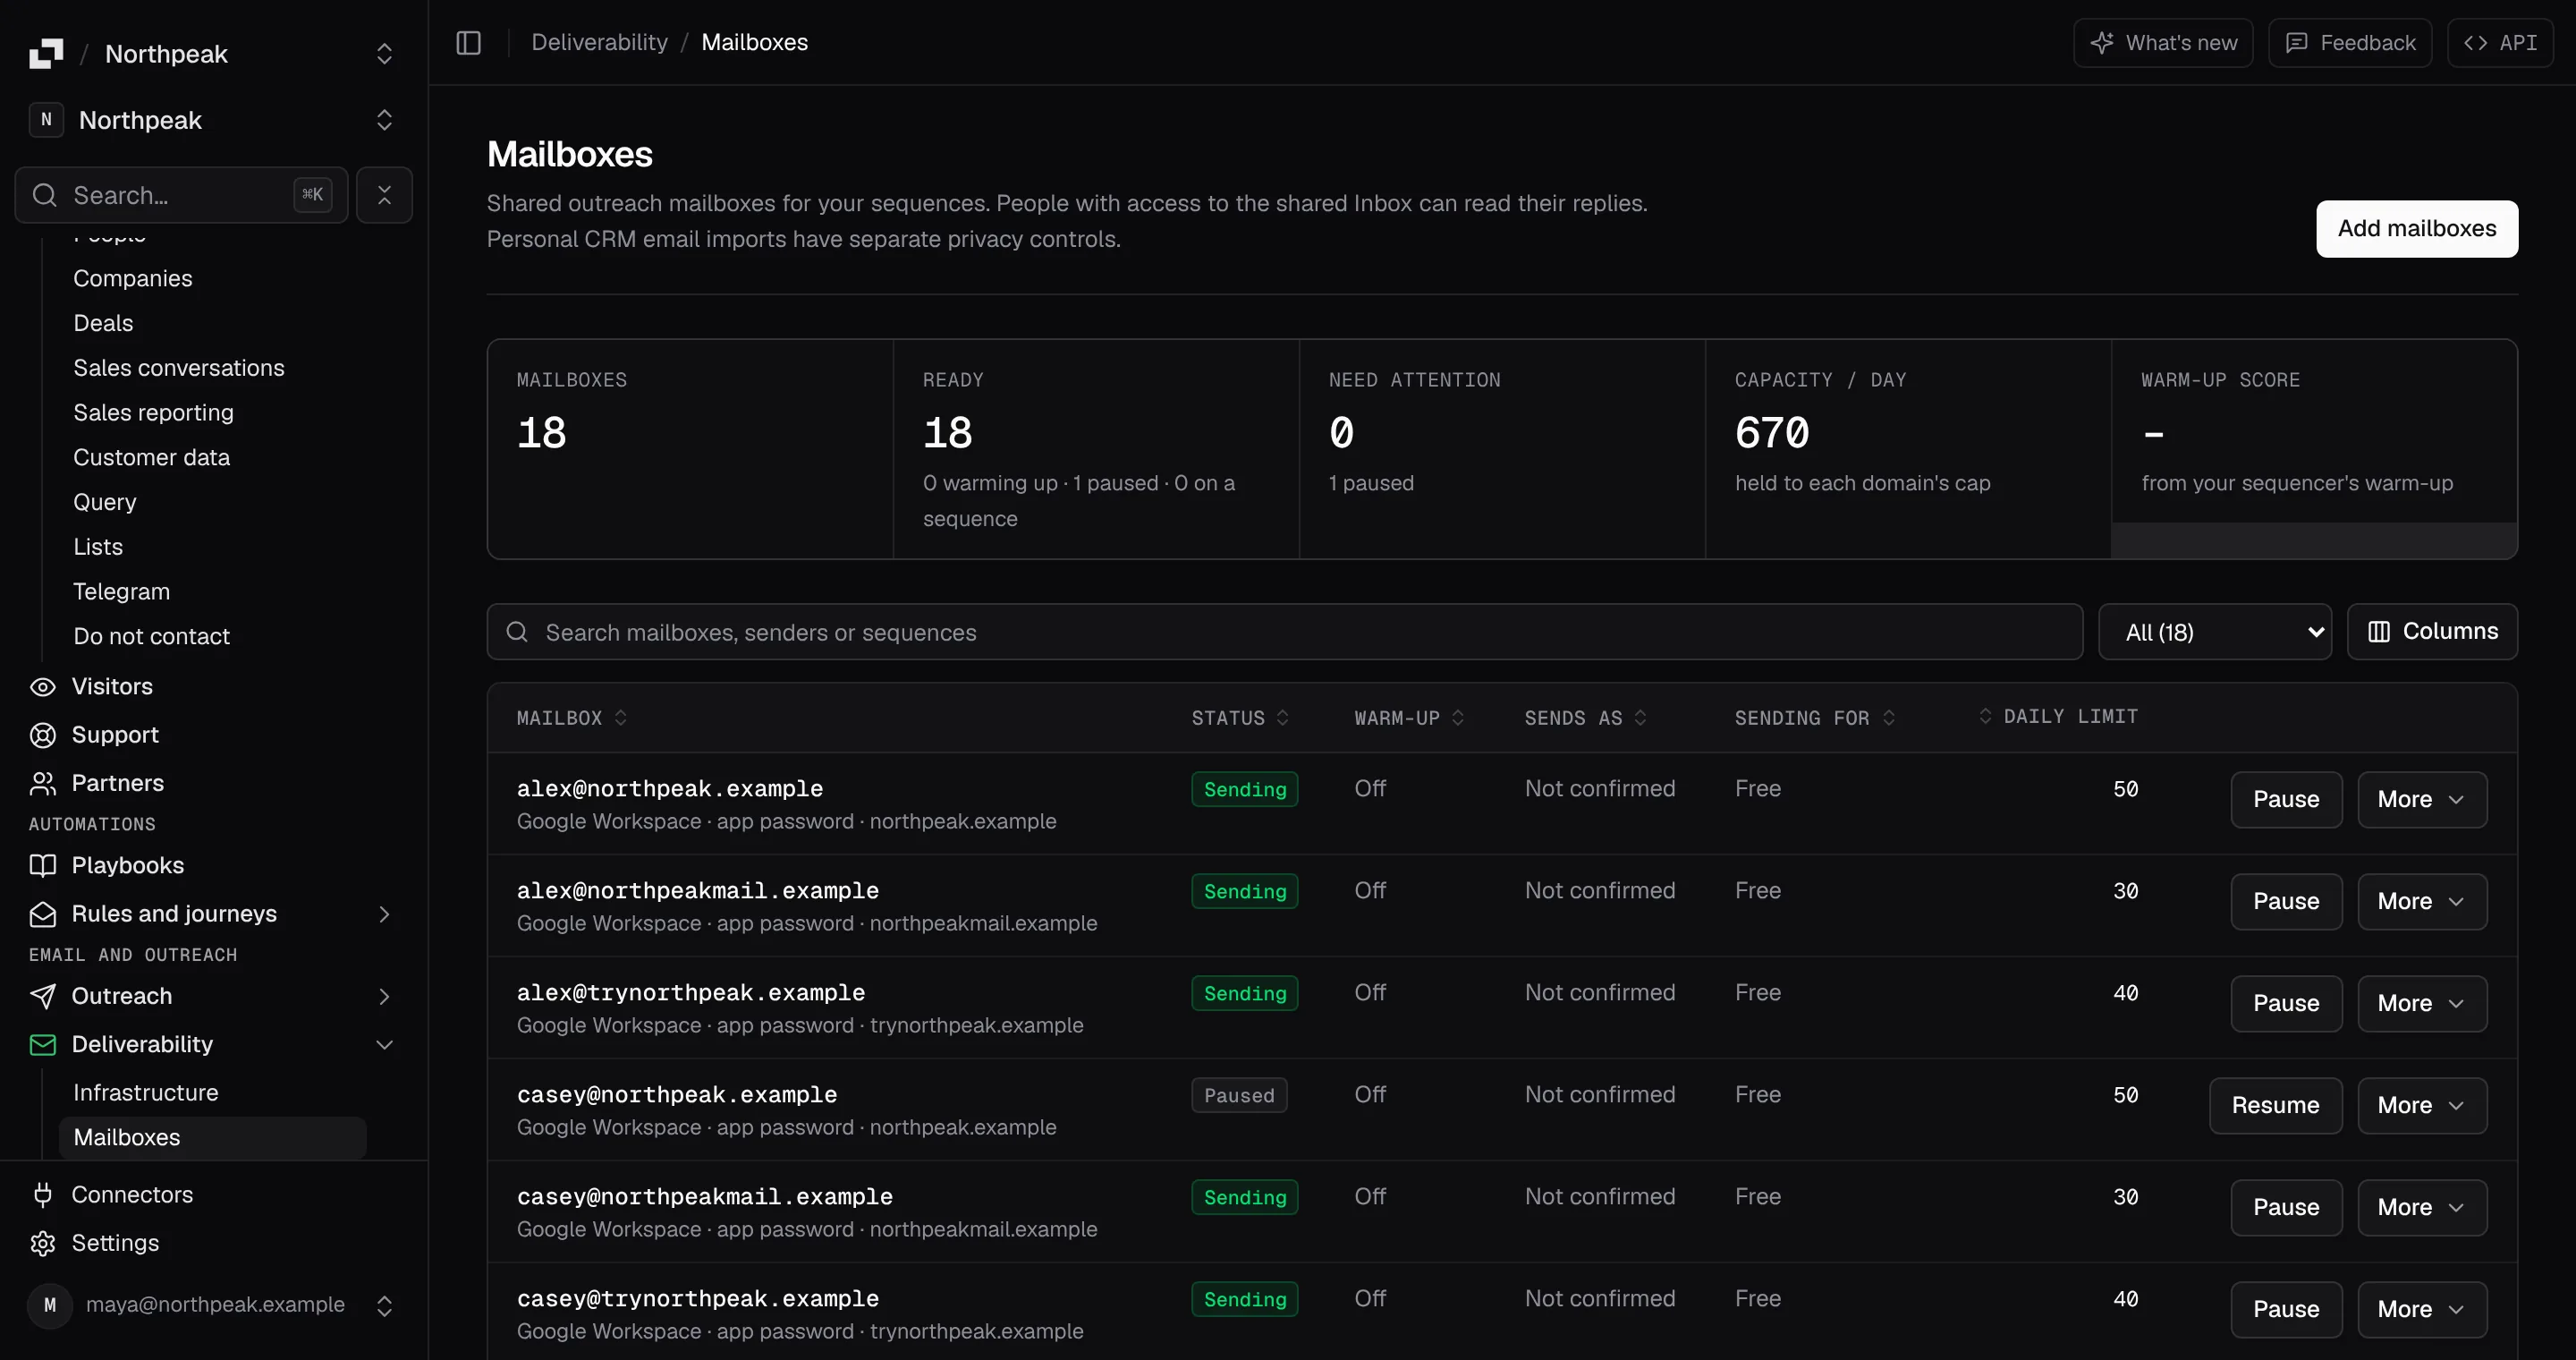 / Northpeak
N Northpeak
Search... ⌘K
People
Companies
Deals
Sales conversations
Sales reporting
Customer data
Query
Lists
Telegram
Do not contact
Visitors
Support
Partners
AUTOMATIONS
Playbooks
Rules and journeys
EMAIL AND OUTREACH
Outreach
Deliverability
Infrastructure
Mailboxes
Connectors
Settings
M maya@northpeak.example
Deliverability / Mailboxes
What's new
Feedback
API
Mailboxes
Shared outreach mailboxes for your sequences. People with access to the shared Inbox can read their replies.
Personal CRM email imports have separate privacy controls.
Add mailboxes
MAILBOXES
18
READY
18
0 warming up · 1 paused · 0 on a
sequence
NEED ATTENTION
0
1 paused
CAPACITY / DAY
670
held to each domain's cap
WARM-UP SCORE
–
from your sequencer's warm-up
Search mailboxes, senders or sequences
All (18)
Columns
MAILBOX STATUS WARM-UP SENDS AS SENDING FOR DAILY LIMIT
alex@northpeak.example Sending Off Not confirmed Free 50 Pause More
Google Workspace · app password · northpeak.example
alex@northpeakmail.example Sending Off Not confirmed Free 30 Pause More
Google Workspace · app password · northpeakmail.example
alex@trynorthpeak.example Sending Off Not confirmed Free 40 Pause More
Google Workspace · app password · trynorthpeak.example
casey@northpeak.example Paused Off Not confirmed Free 50 Resume More
Google Workspace · app password · northpeak.example
casey@northpeakmail.example Sending Off Not confirmed Free 30 Pause More
Google Workspace · app password · northpeakmail.example
casey@trynorthpeak.example Sending Off Not confirmed Free 40 Pause More
Google Workspace · app password · trynorthpeak.example